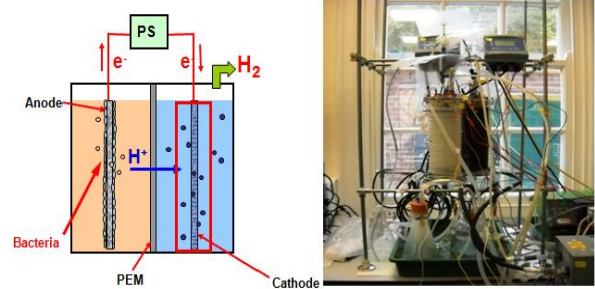 PS
e⁻
e⁻
H₂
Anode
H⁺
Bacteria
PEM
Cathode